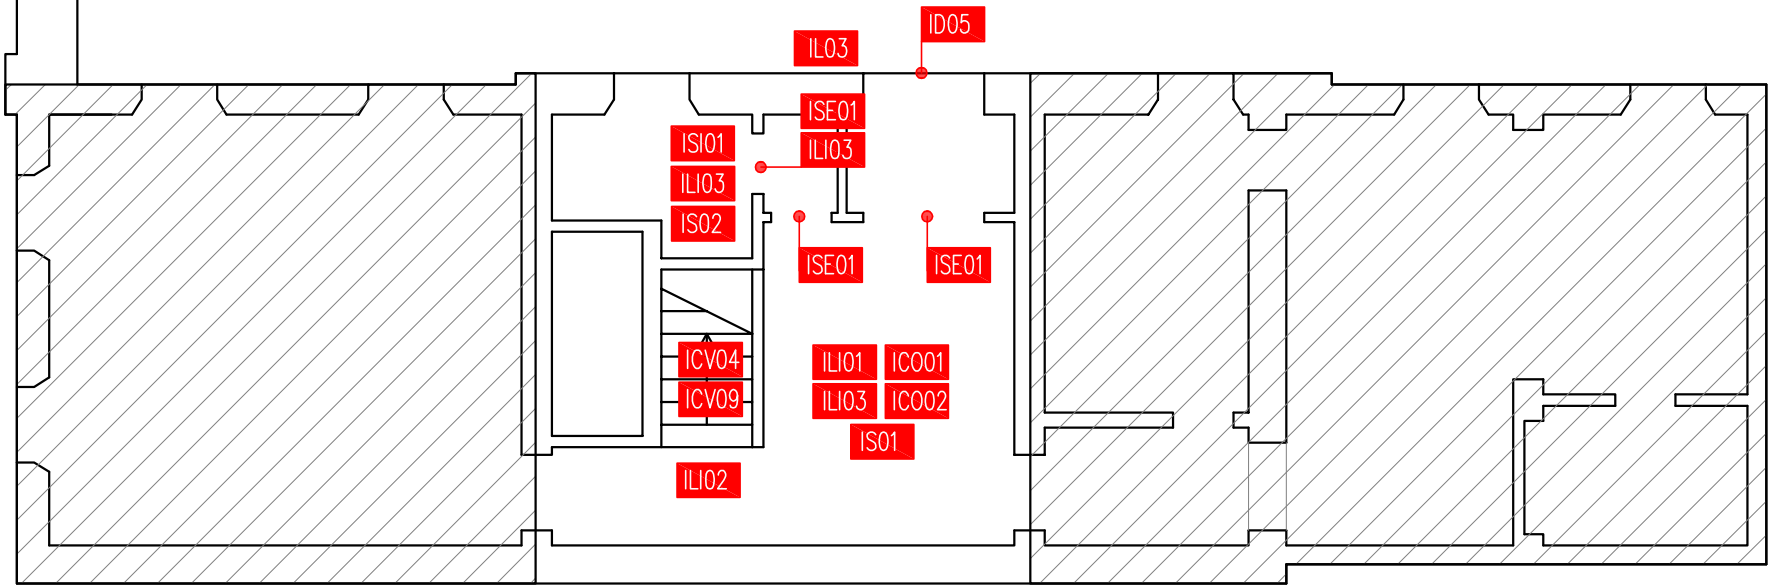 ID05
IL03
ISE01
ISI01
ILI03
ILI03
IS02
ISE01
ISE01
ICV04
ILI01
ICO01
ICV09
ILI03
ICO02
IS01
ILI02